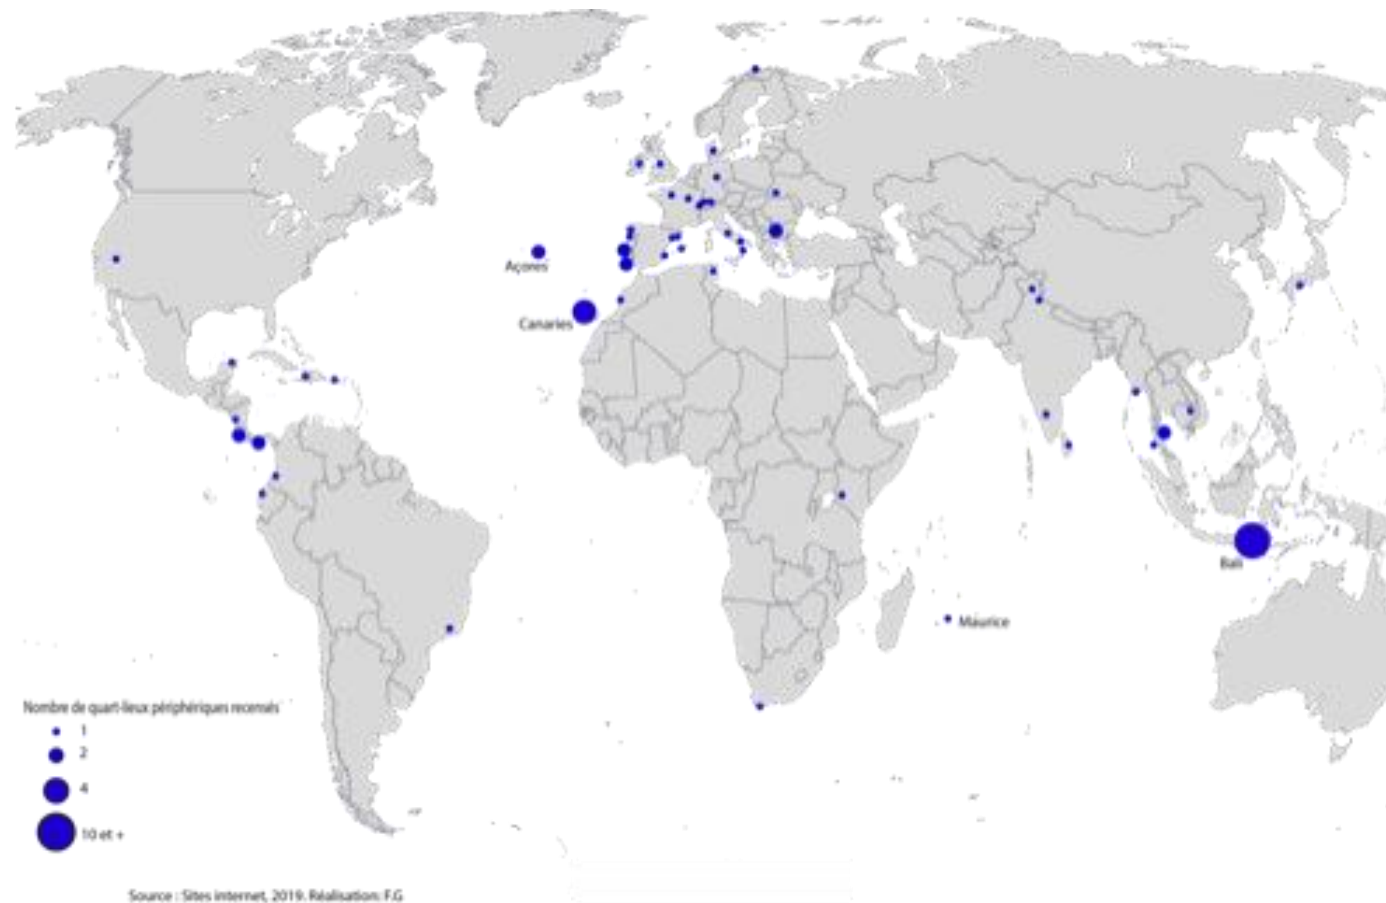 Açores
Canaries
Bali
Maurice
Nombre de quart-lieux périphériques recensés
1
2
4
10 et +
Source : Sites internet, 2019. Réalisation: F.G